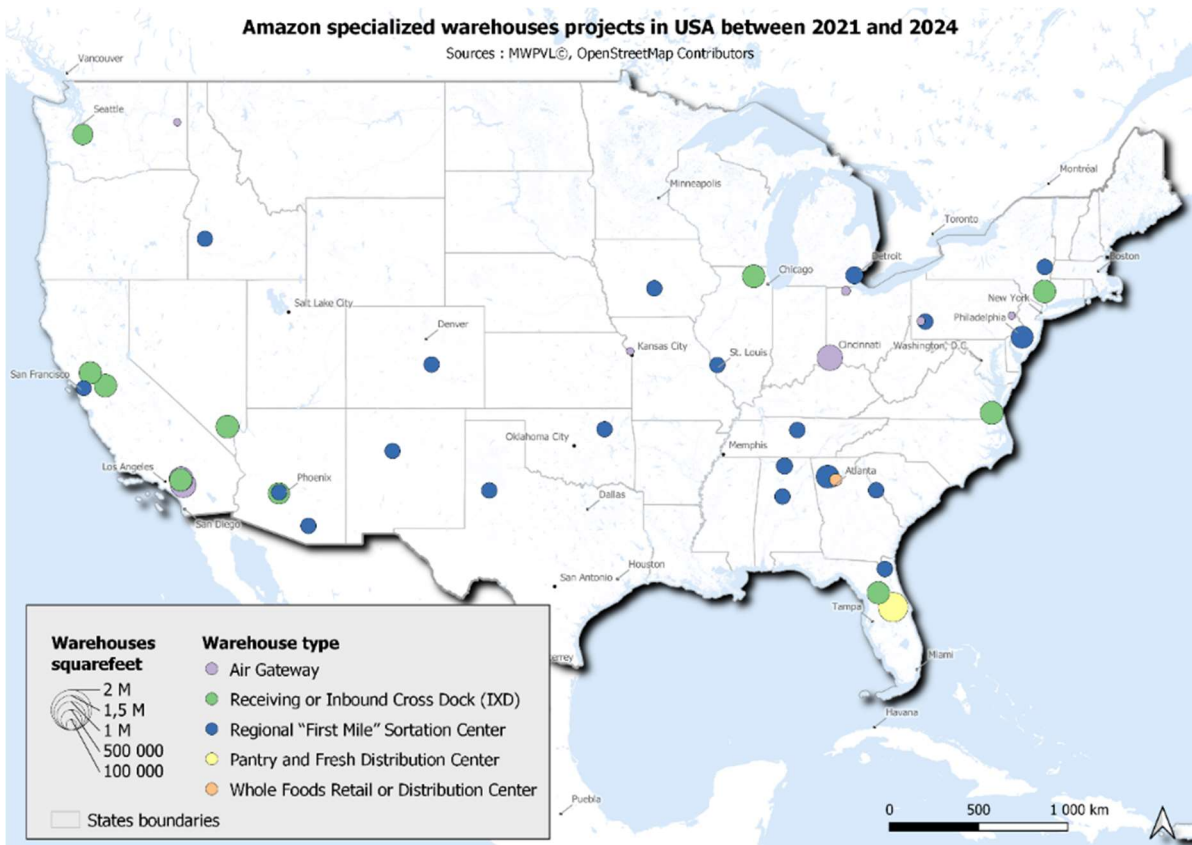 Amazon specialized warehouses projects in USA between 2021 and 2024
Sources : MWPVL©, OpenStreetMap Contributors
Vancouver
Seattle
Montréal
Minneapolis
Toronto
Boston
Detroit
Chicago
Salt Lake City
New York
Denver
Philadelphia
Kansas City
Cincinnati
Washington, D.C.
San Francisco
St. Louis
Oklahoma City
Memphis
Los Angeles
Phoenix
Atlanta
Dallas
San Diego
Houston
San Antonio
Tampa
Miami
Havana
Puebla
errey
Warehouses
squarefeet
2 M
1,5 M
1 M
500 000
100 000
Warehouse type
Air Gateway
Receiving or Inbound Cross Dock (IXD)
Regional “First Mile” Sortation Center
Pantry and Fresh Distribution Center
Whole Foods Retail or Distribution Center
States boundaries
0 500 1 000 km